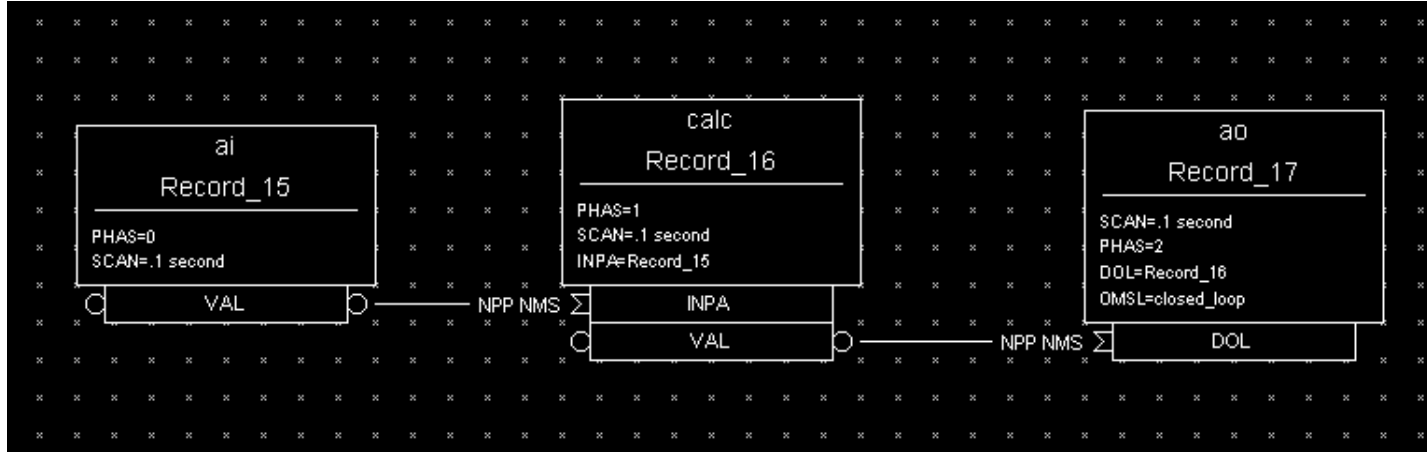 ai
Record_15
PHAS=0
SCAN=.1 second
VAL
NPP NMS
calc
Record_16
PHAS=1
SCAN=.1 second
INPA=Record_15
INPA
VAL
NPP NMS
ao
Record_17
SCAN=.1 second
PHAS=2
DOL=Record_16
OMSL=closed_loop
DOL